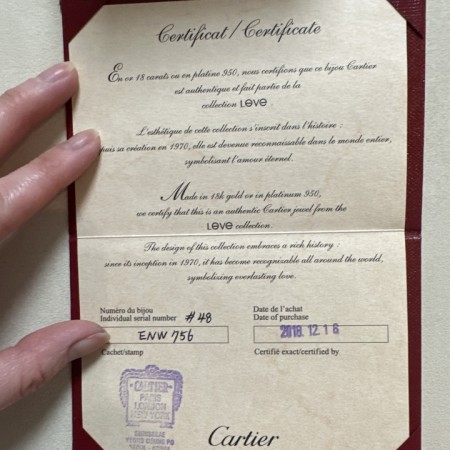 Certificat / Certificate
En or 18 carats ou en platine 950, nous certifions que ce bijou Cartier
est authentique et fait partie de la
collection LOVE
L'esthétique de cette collection s'inscrit dans l'histoire :
puis sa création en 1970, elle est devenue reconnaissable dans le monde entier,
symbolisant l'amour éternel.
Made in 18k gold or in platinum 950,
we certify that this is an authentic Cartier jewel from the
LOVE collection
The design of this collection embraces a rich history :
since its inception in 1970, it has become recognizable all around the world,
symbolizing everlasting love.
Numéro du bijou
Individual serial number #48
ENW 756
Date de l'achat
Date of purchase
2018. 12. 16
Cachet/stamp
Certifié exact/certified by
CARTIER
PARIS
LONDON
NEW YORK
Cartier